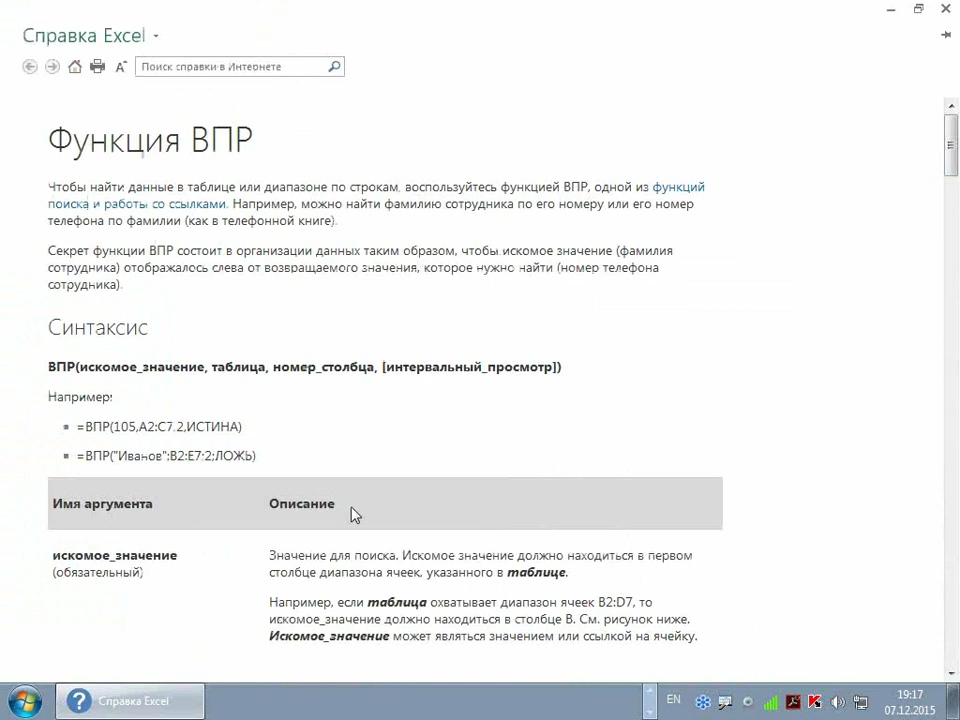 Справка Excel
Поиск справки в Интернете
Функция ВПР
Чтобы найти данные в таблице или диапазоне по строкам, воспользуйтесь функцией ВПР, одной из функций
поиска и работы со ссылками. Например, можно найти фамилию сотрудника по его номеру или его номер
телефона по фамилии (как в телефонной книге).
Секрет функции ВПР состоит в организации данных таким образом, чтобы искомое значение (фамилия
сотрудника) отображалось слева от возвращаемого значения, которое нужно найти (номер телефона
сотрудника).
Синтаксис
ВПР(искомое_значение, таблица, номер_столбца, [интервальный_просмотр])
Например:
=ВПР(105,A2:C7,2,ИСТИНА)
=ВПР("Иванов";B2:E7;2;ЛОЖЬ)
Имя аргумента Описание
искомое_значение Значение для поиска. Искомое значение должно находиться в первом
(обязательный) столбце диапазона ячеек, указанного в таблице.
Например, если таблица охватывает диапазон ячеек B2:D7, то
искомое_значение должно находиться в столбце B. См. рисунок ниже.
Искомое_значение может являться значением или ссылкой на ячейку.
Справка Excel
EN
19:17
07.12.2015